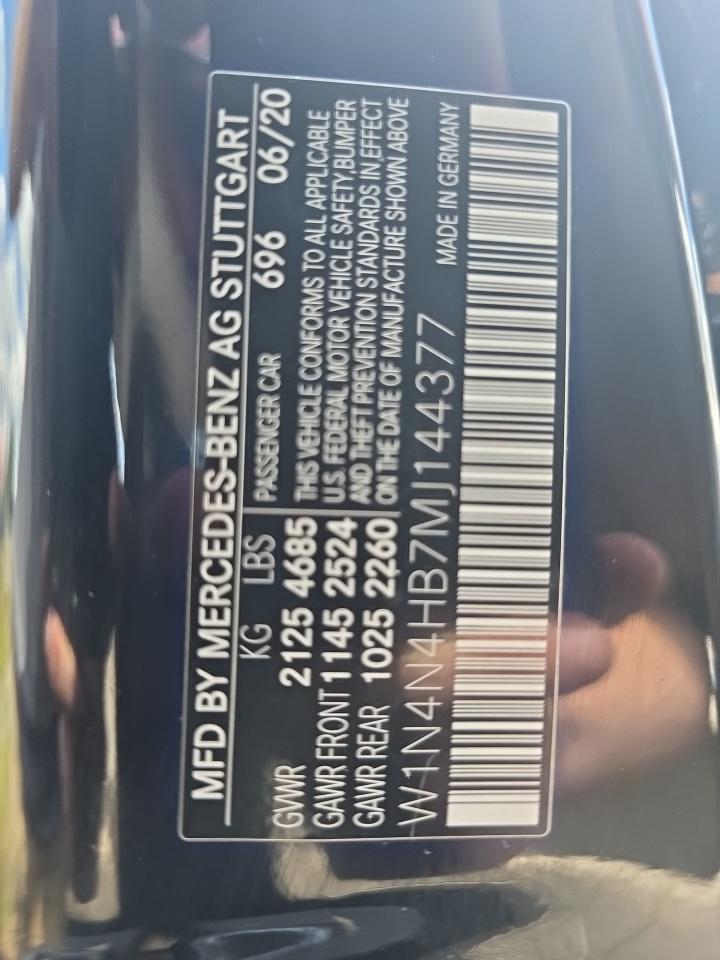 MFD BY MERCEDES-BENZ AG STUTTGART
KG LBS
GVWR 2125 4685
GAWR FRONT 1145 2524
GAWR REAR 1025 2260
PASSENGER CAR 696 06/20
THIS VEHICLE CONFORMS TO ALL APPLICABLE
U.S. FEDERAL MOTOR VEHICLE SAFETY,BUMPER
AND THEFT PREVENTION STANDARDS IN EFFECT
ON THE DATE OF MANUFACTURE SHOWN ABOVE
W1N4N4HB7MJ144377
MADE IN GERMANY